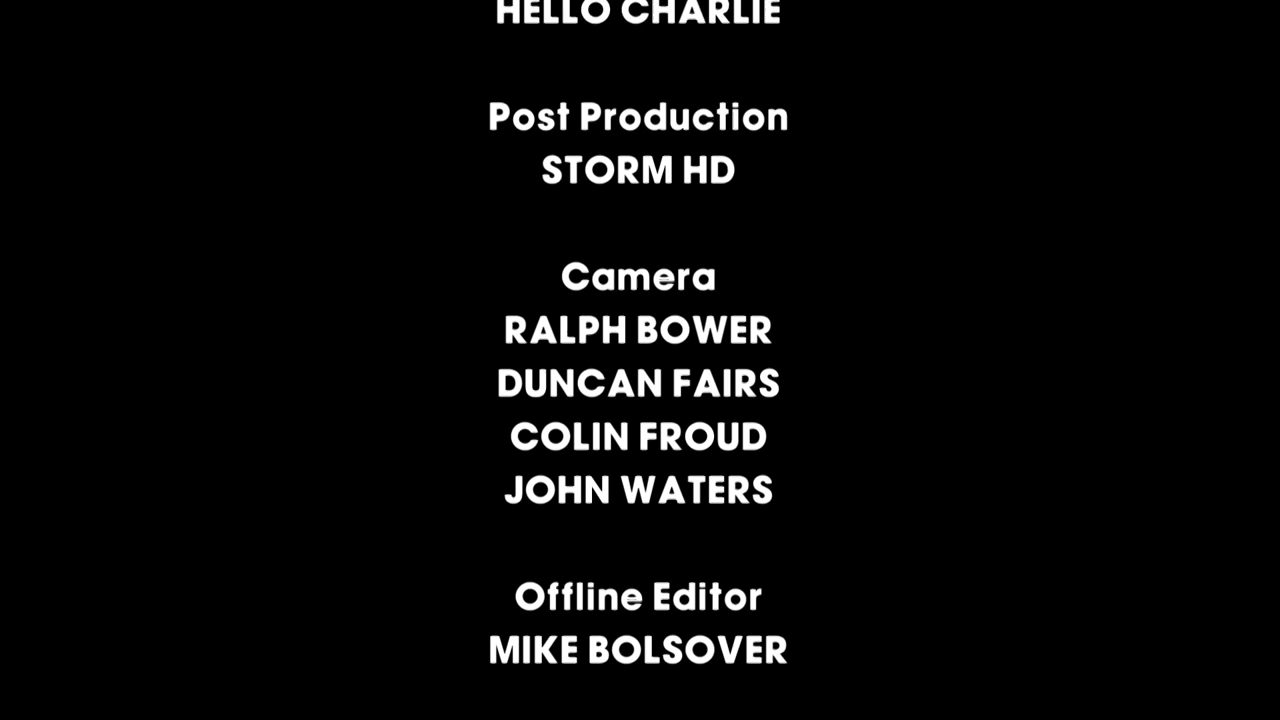 HELLO CHARLIE
Post Production
STORM HD
Camera
RALPH BOWER
DUNCAN FAIRS
COLIN FROUD
JOHN WATERS
Offline Editor
MIKE BOLSOVER